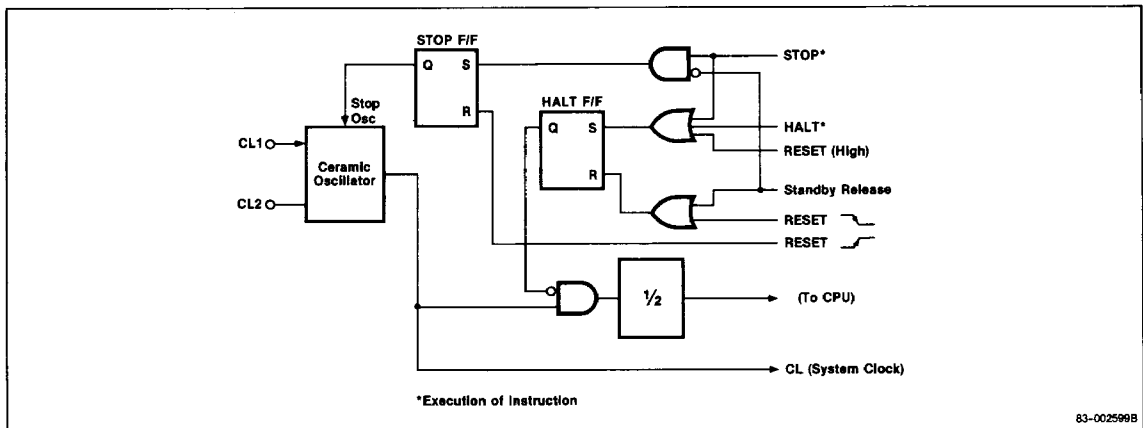 STOP F/F
STOP*
Q
S
R
Stop
Osc
HALT F/F
Q
S
R
HALT*
RESET (High)
CL1
Ceramic
Oscillator
CL2
Standby Release
RESET
RESET
½
(To CPU)
CL (System Clock)
*Execution of Instruction
83-002599B